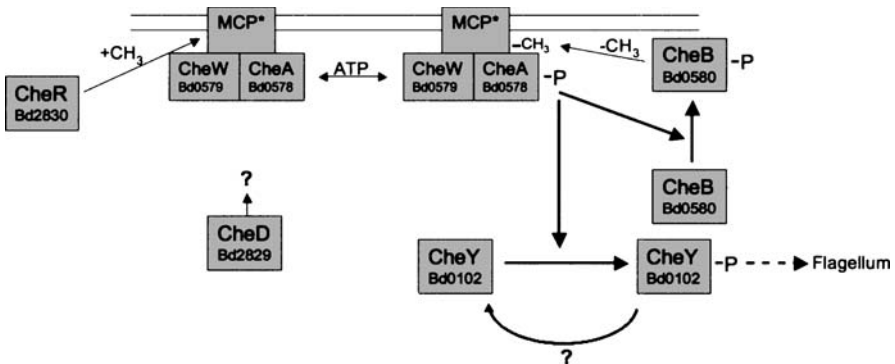 MCP*
MCP*
+CH₃
–CH₃
-CH₃
CheW
Bd0579
CheA
Bd0578
ATP
CheW
Bd0579
CheA
Bd0578
-P
CheB
Bd0580
-P
CheR
Bd2830
?
CheD
Bd2829
CheB
Bd0580
CheY
Bd0102
CheY
Bd0102
-P
Flagellum
?